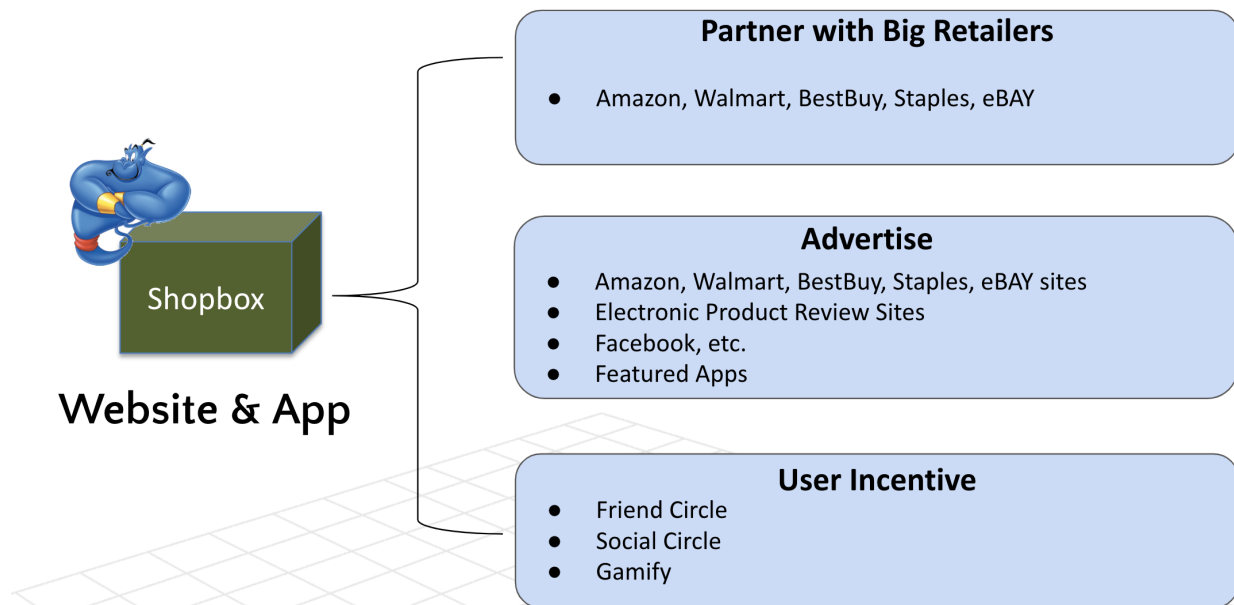 Partner with Big Retailers
● Amazon, Walmart, BestBuy, Staples, eBAY
Shopbox
Website & App
Advertise
● Amazon, Walmart, BestBuy, Staples, eBAY sites
● Electronic Product Review Sites
● Facebook, etc.
● Featured Apps
User Incentive
● Friend Circle
● Social Circle
● Gamify